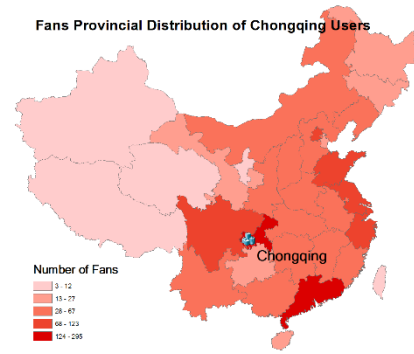 Fans Provincial Distribution of Chongqing Users
Chongqing
Number of Fans
3 - 12
13 - 27
28 - 67
68 - 123
124 - 295